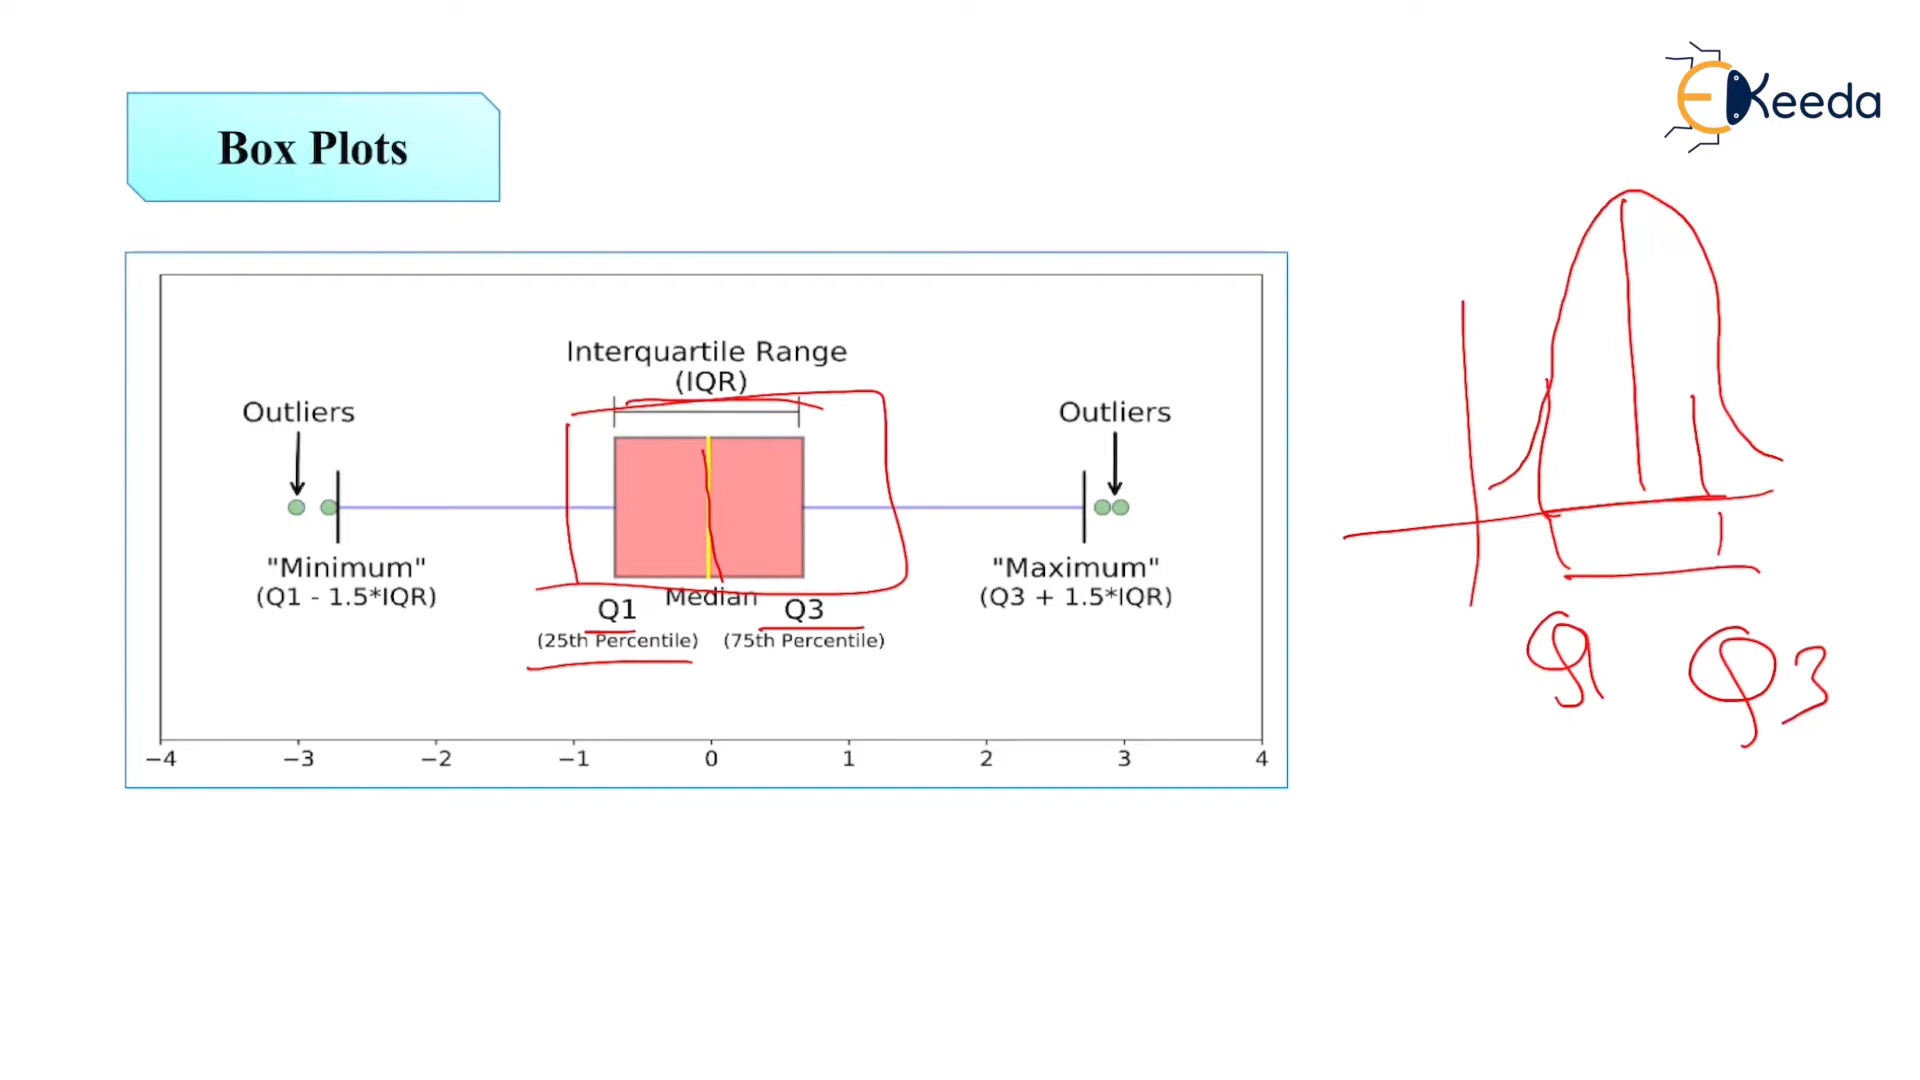 EKeeda
Box Plots
Interquartile Range
(IQR)
Outliers
Outliers
"Minimum"
(Q1 - 1.5*IQR)
"Maximum"
(Q3 + 1.5*IQR)
Median
Q1
Q3
(25th Percentile)
(75th Percentile)
−4 −3 −2 −1 0 1 2 3 4
Q1
Q3